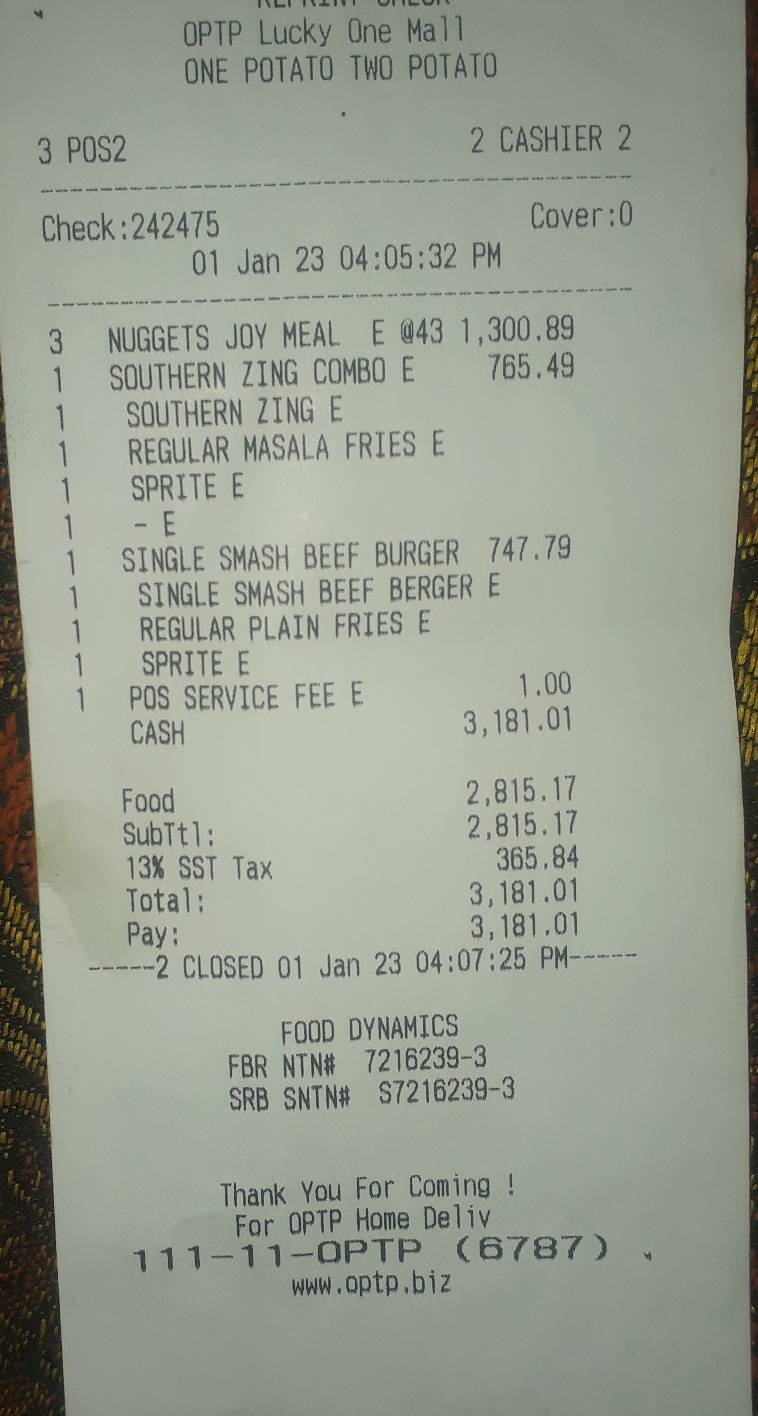 REPRINT CHECK
OPTP Lucky One Mall
ONE POTATO TWO POTATO
3 POS2 2 CASHIER 2
Check:242475 Cover:0
01 Jan 23 04:05:32 PM
3 NUGGETS JOY MEAL E @43 1,300.89
1 SOUTHERN ZING COMBO E 765.49
1 SOUTHERN ZING E
1 REGULAR MASALA FRIES E
1 SPRITE E
1 - E
1 SINGLE SMASH BEEF BURGER 747.79
1 SINGLE SMASH BEEF BERGER E
1 REGULAR PLAIN FRIES E
1 SPRITE E
1 POS SERVICE FEE E 1.00
CASH 3,181.01
Food 2,815.17
SubTtl: 2,815.17
13% SST Tax 365.84
Total: 3,181.01
Pay: 3,181.01
-----2 CLOSED 01 Jan 23 04:07:25 PM-----
FOOD DYNAMICS
FBR NTN# 7216239-3
SRB SNTN# S7216239-3
Thank You For Coming !
For OPTP Home Deliv
111-11-OPTP (6787)
www.optp.biz